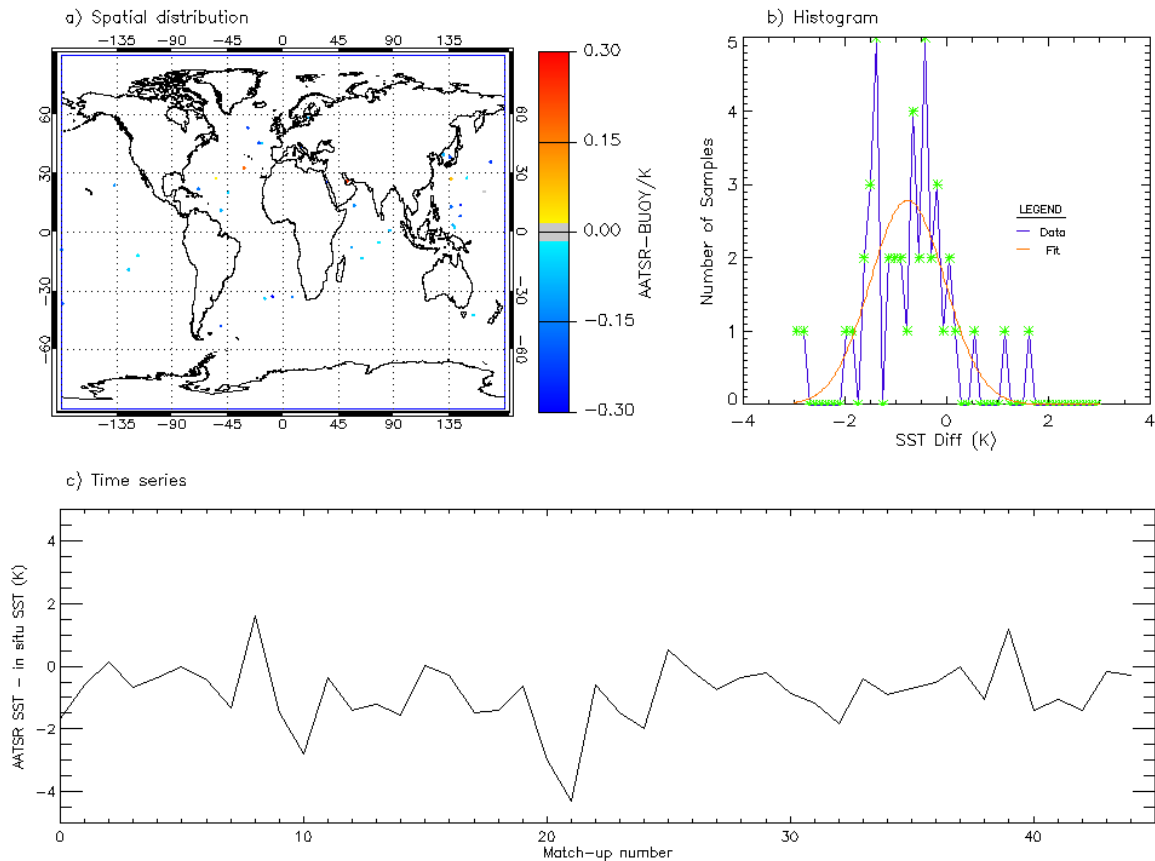 a) Spatial distribution
-135 -90 -45 0 45 90 135
60 30 0 -30 -60
60 30 0 -30 -60
-135 -90 -45 0 45 90 135
0.30
0.15
0.00
-0.15
-0.30
AATSR-BUOY/K
b) Histogram
Number of Samples
5
4
3
2
1
0
-4 -2 0 2 4
SST Diff (K)
LEGEND
Data
Fit
c) Time series
AATSR SST - in situ SST (K)
4
2
0
-2
-4
0 10 20 30 40
Match-up number